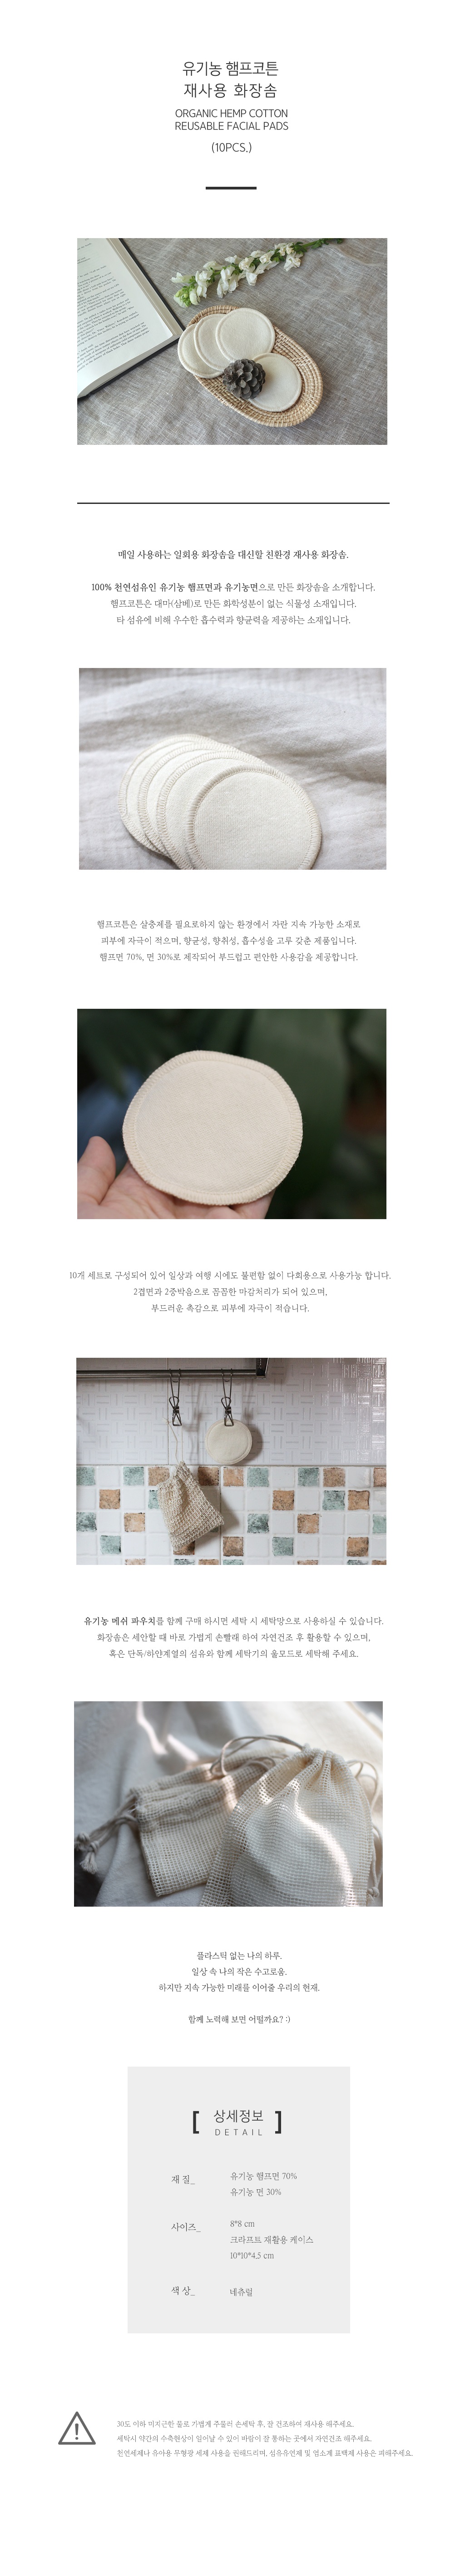 유기농 햄프코튼
재사용 화장솜
ORGANIC HEMP COTTON
REUSABLE FACIAL PADS
(10PCS.)
매일 사용하는 일회용 화장솜을 대신할 친환경 재사용 화장솜.
100% 천연섬유인 유기농 햄프면과 유기농면으로 만든 화장솜을 소개합니다.
햄프코튼은 대마(삼베)로 만든 화학성분이 없는 식물성 소재입니다.
타 섬유에 비해 우수한 흡수력과 향균력을 제공하는 소재입니다.
햄프코튼은 살충제를 필요로하지 않는 환경에서 자란 지속 가능한 소재로
피부에 자극이 적으며, 향균성, 향취성, 흡수성을 고루 갖춘 제품입니다.
햄프면 70%, 면 30%로 제작되어 부드럽고 편안한 사용감을 제공합니다.
10개 세트로 구성되어 있어 일상과 여행 시에도 불편함 없이 다회용으로 사용가능 합니다.
2겹면과 2중박음으로 꼼꼼한 마감처리가 되어 있으며,
부드러운 촉감으로 피부에 자극이 적습니다.
유기농 메쉬 파우치를 함께 구매 하시면 세탁 시 세탁망으로 사용하실 수 있습니다.
화장솜은 세안할 때 바로 가볍게 손빨래 하여 자연건조 후 활용할 수 있으며,
혹은 단독/하얀계열의 섬유와 함께 세탁기의 울모드로 세탁해 주세요.
플라스틱 없는 나의 하루.
일상 속 나의 작은 수고로움.
하지만 지속 가능한 미래를 이어줄 우리의 현재.
함께 노력해 보면 어떨까요? :)
[ 상세정보 ]
DETAIL
재 질_ 유기농 햄프면 70%
유기농 면 30%
사이즈_ 8*8 cm
크라프트 재활용 케이스
10*10*4.5 cm
색 상_ 네츄럴
30도 이하 미지근한 물로 가볍게 주물러 손세탁 후, 잘 건조하여 재사용 해주세요.
세탁시 약간의 수축현상이 일어날 수 있어 바람이 잘 통하는 곳에서 자연건조 해주세요.
천연세제나 유아용 무형광 세제 사용을 권해드리며, 섬유유연제 및 염소계 표백제 사용은 피해주세요.